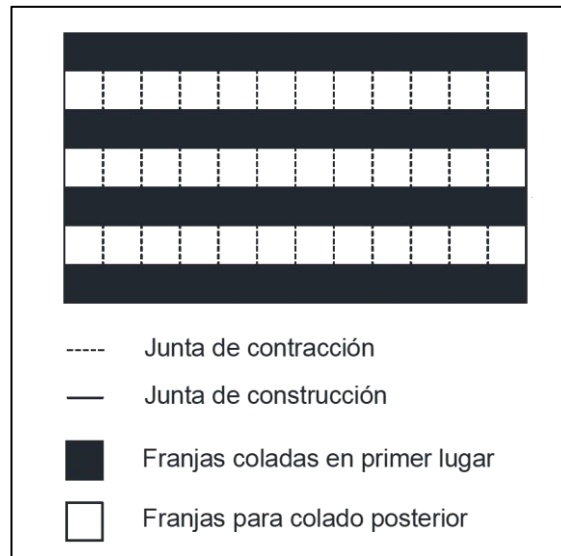 Junta de contracción
Junta de construcción
Franjas coladas en primer lugar
Franjas para colado posterior